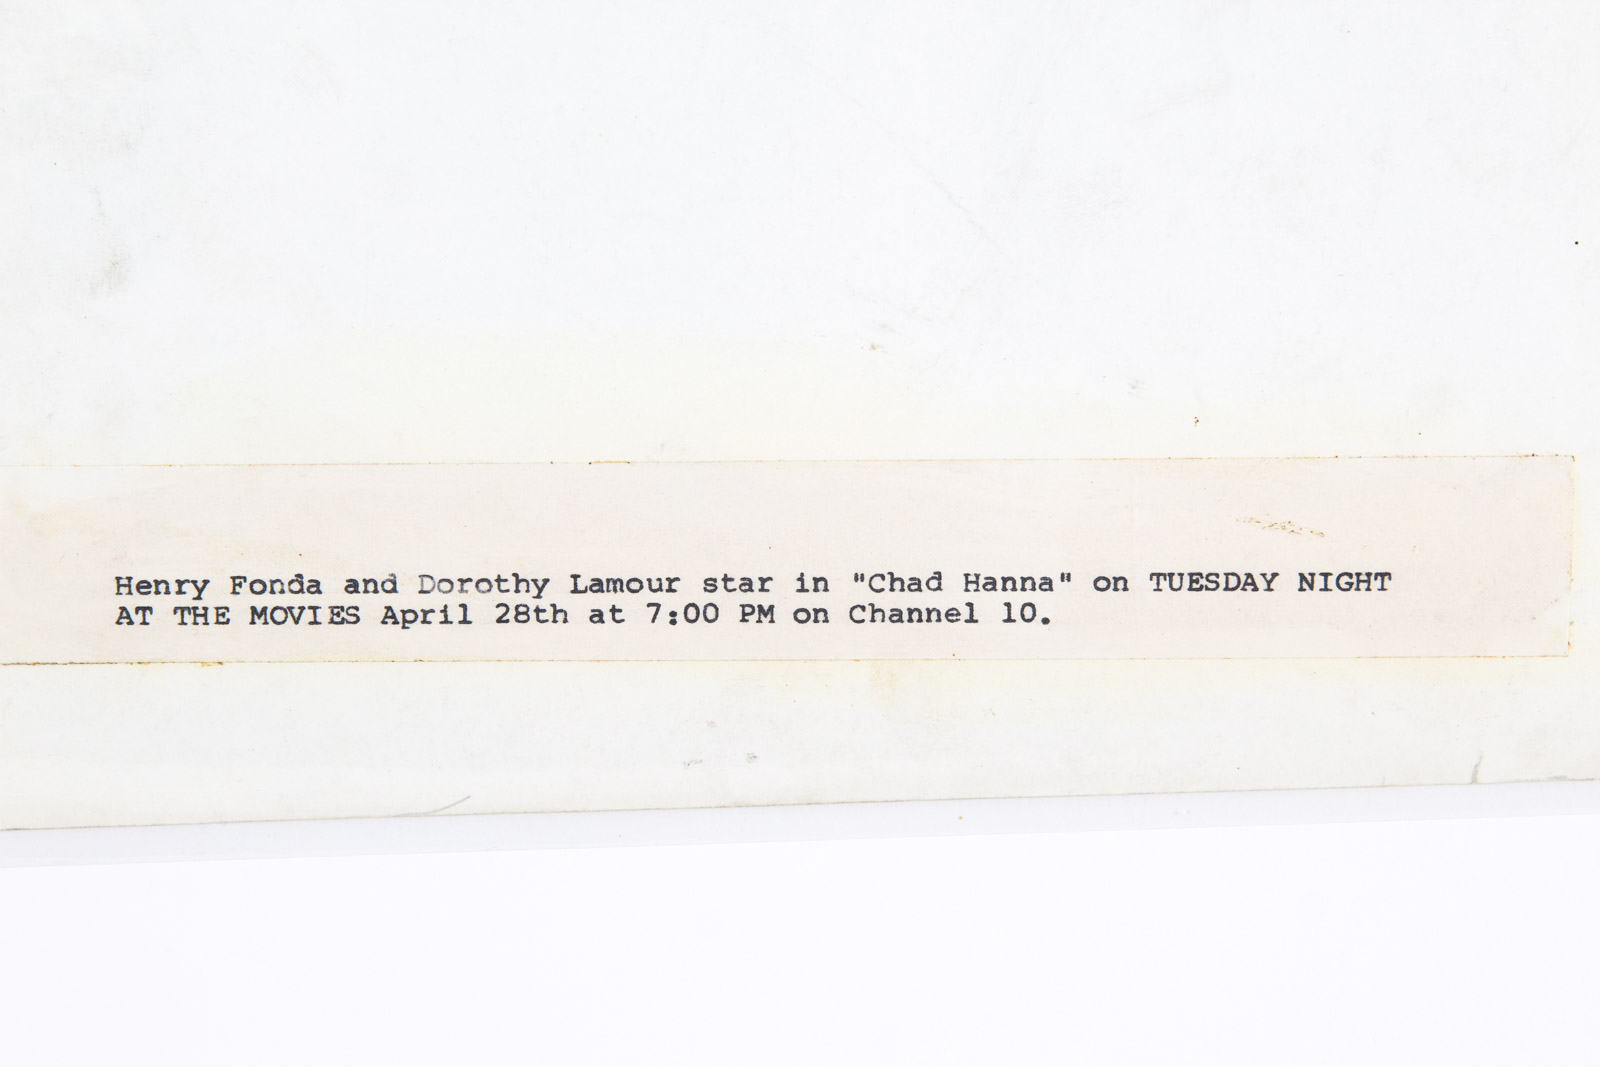 Henry Fonda and Dorothy Lamour star in "Chad Hanna" on TUESDAY NIGHT
AT THE MOVIES April 28th at 7:00 PM on Channel 10.